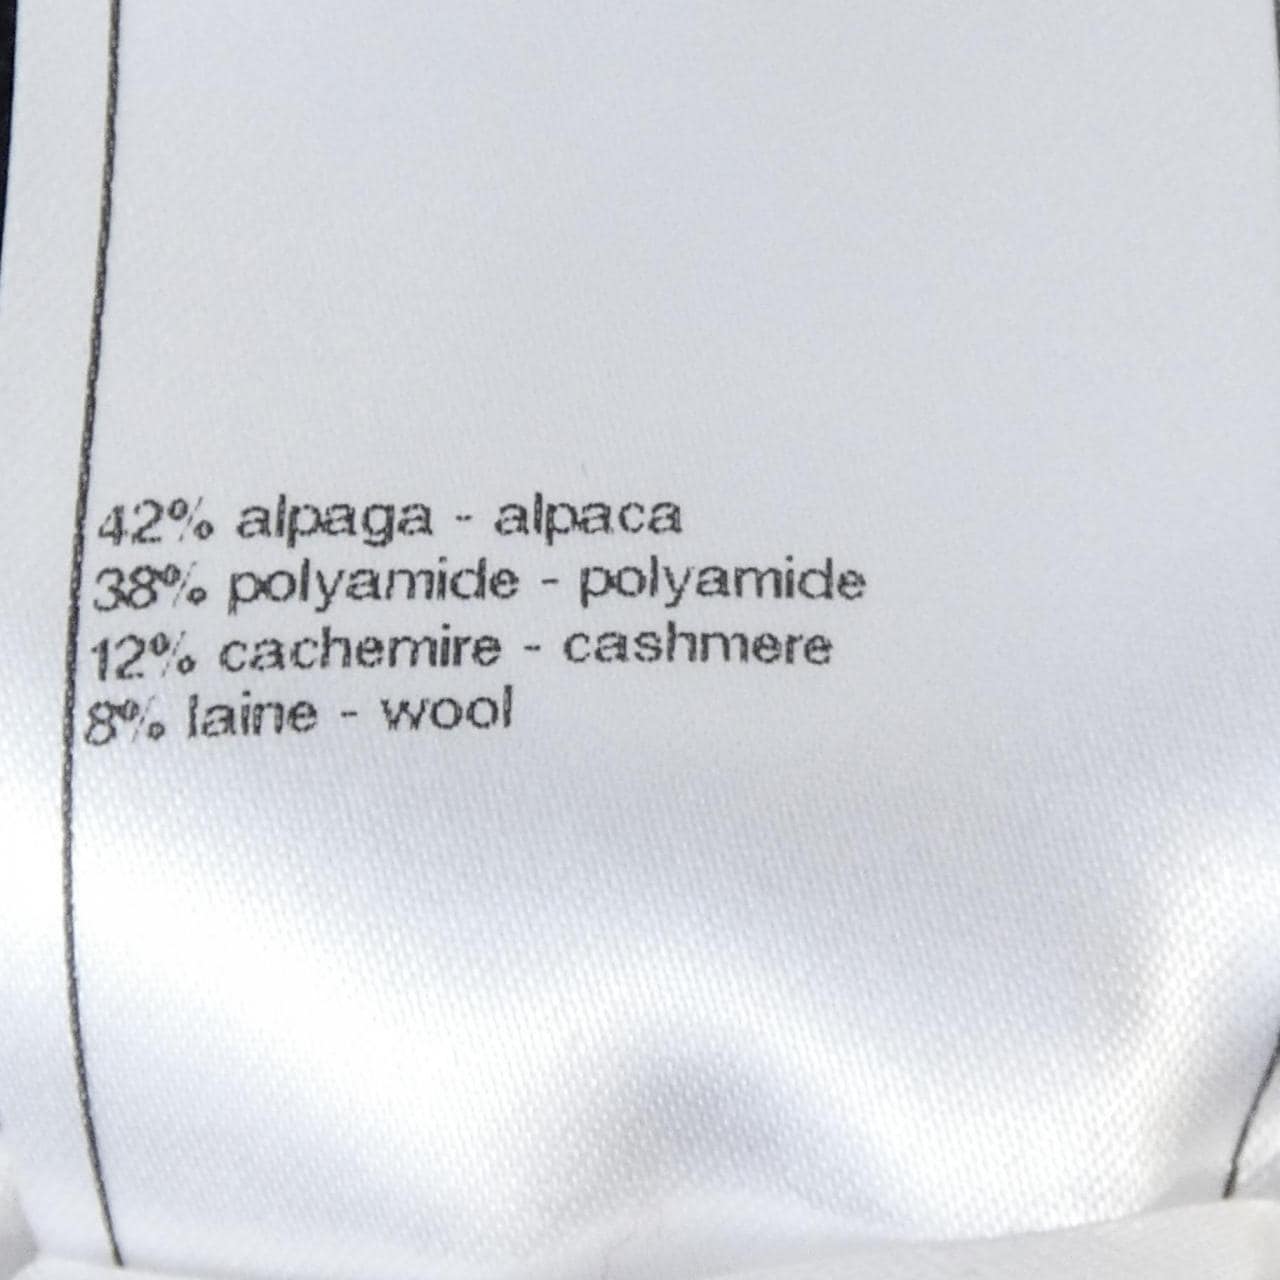 42% alpaga - alpaca
38% polyamide - polyamide
12% cachemire - cashmere
8% laine - wool